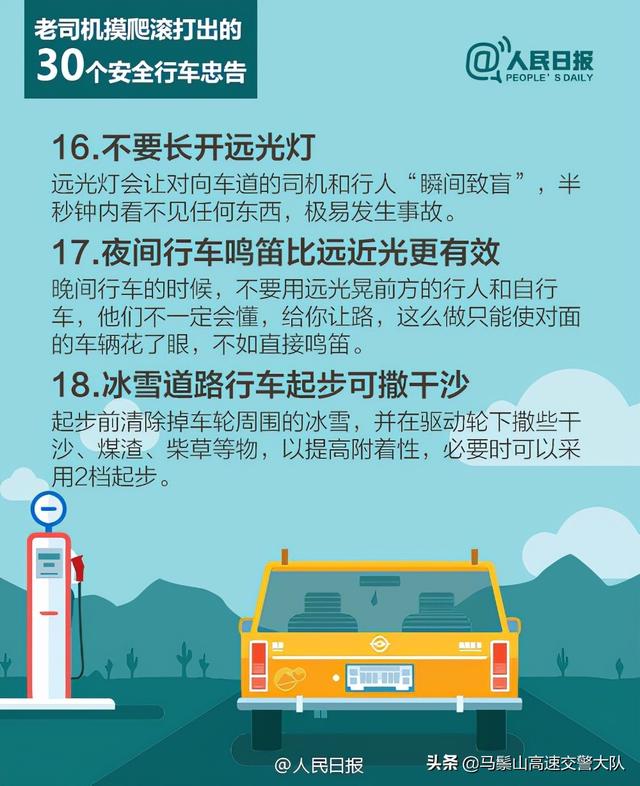 老司机摸爬滚打出的
30个安全行车忠告
@人民日报
PEOPLE'S DAILY
16.不要长开远光灯
远光灯会让对向车道的司机和行人“瞬间致盲”，半
秒钟内看不见任何东西，极易发生事故。
17.夜间行车鸣笛比远近光更有效
晚间行车的时候，不要用远光晃前方的行人和自行
车，他们不一定会懂，给你让路，这么做只能使对面
的车辆花了眼，不如直接鸣笛。
18.冰雪道路行车起步可撒干沙
起步前清除掉车轮周围的冰雪，并在驱动轮下撒些干
沙、煤渣、柴草等物，以提高附着性，必要时可以采
用2档起步。
@人民日报
头条@马鬃山高速交警大队